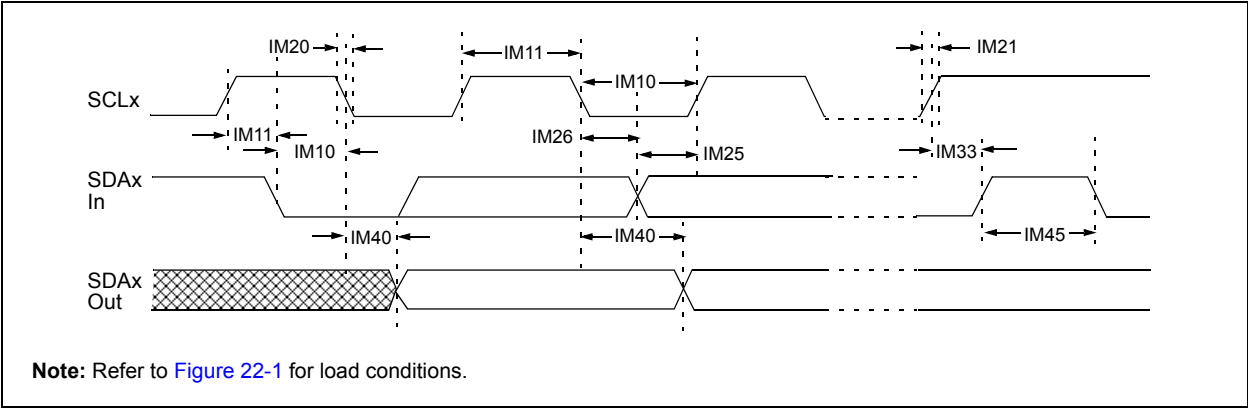 IM20
IM11
IM21
IM10
SCLx
IM11
IM10
IM26
IM25
IM33
SDAx
In
IM40
IM40
IM45
SDAx
Out
Note: Refer to Figure 22-1 for load conditions.